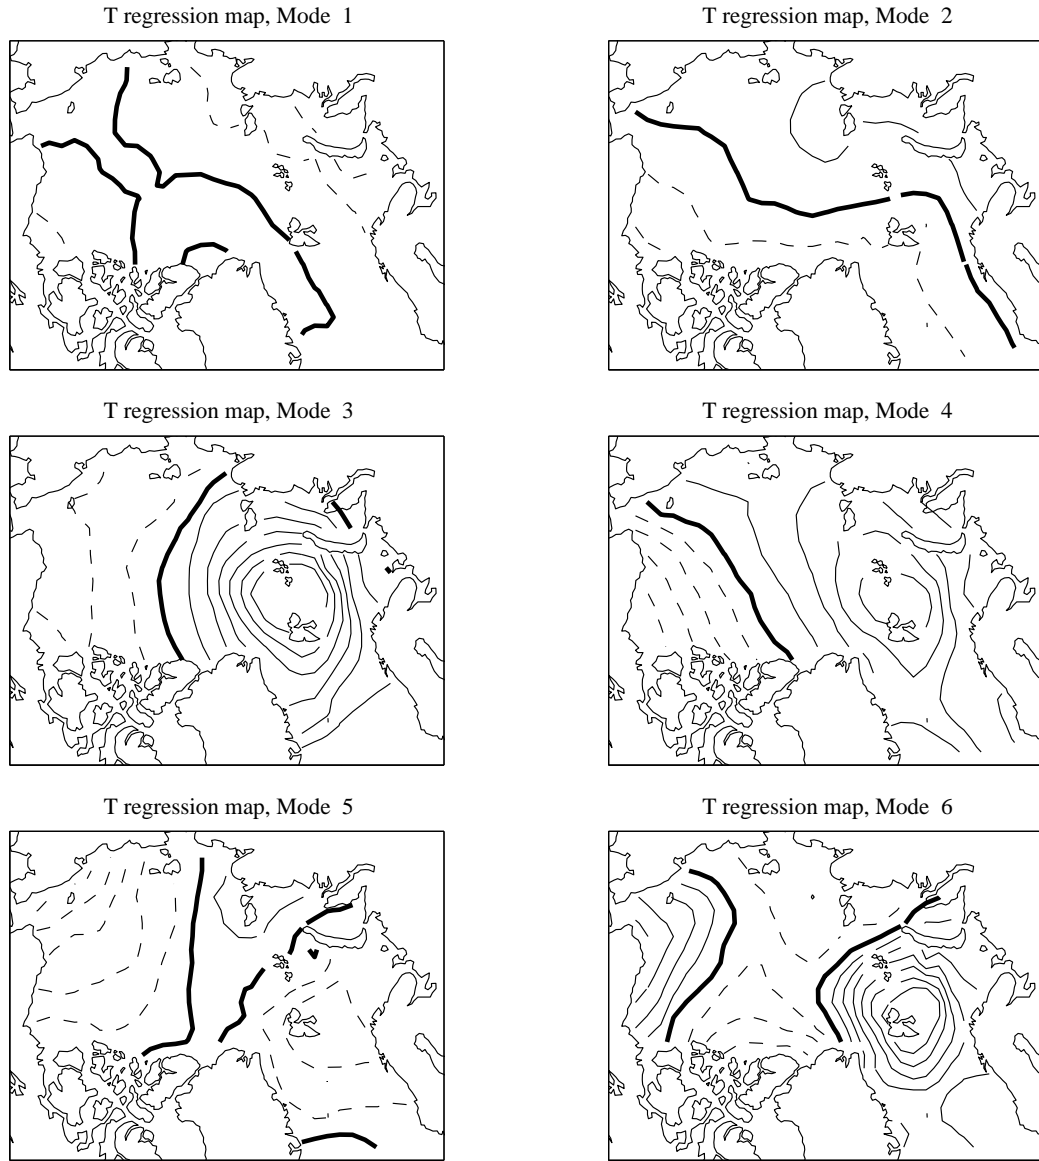 T regression map, Mode 1
T regression map, Mode 2
T regression map, Mode 3
T regression map, Mode 4
T regression map, Mode 5
T regression map, Mode 6